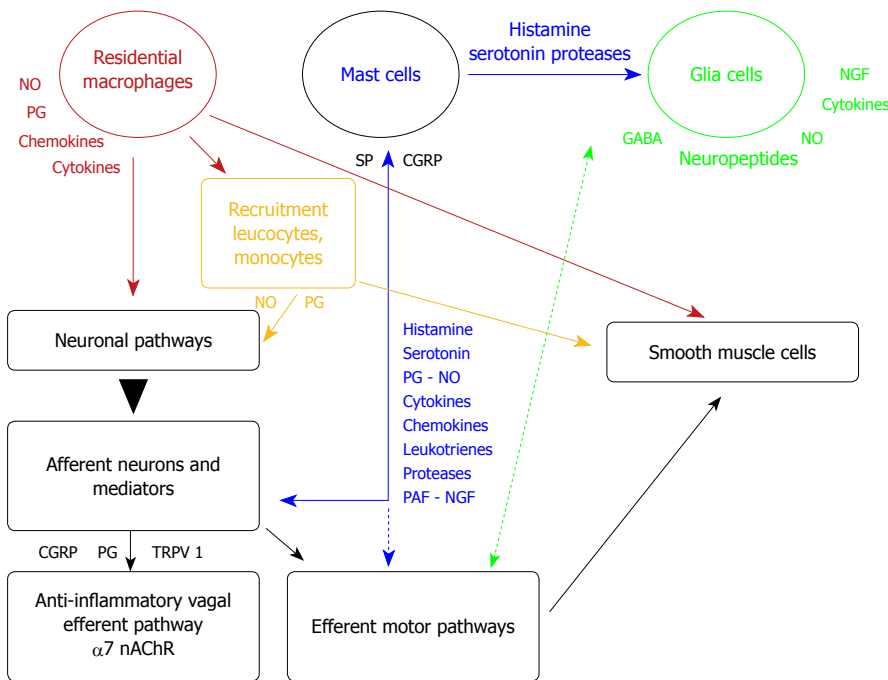 Residential
macrophages
NO
PG
Chemokines
Cytokines
Mast cells
Histamine
serotonin proteases
Glia cells
NGF
Cytokines
NO
GABA
Neuropeptides
SP
CGRP
Recruitment
leucocytes,
monocytes
NO
PG
Neuronal pathways
Histamine
Serotonin
PG - NO
Cytokines
Chemokines
Leukotrienes
Proteases
PAF - NGF
Smooth muscle cells
Afferent neurons and
mediators
CGRP
PG
TRPV 1
Anti-inflammatory vagal
efferent pathway
α7 nAChR
Efferent motor pathways